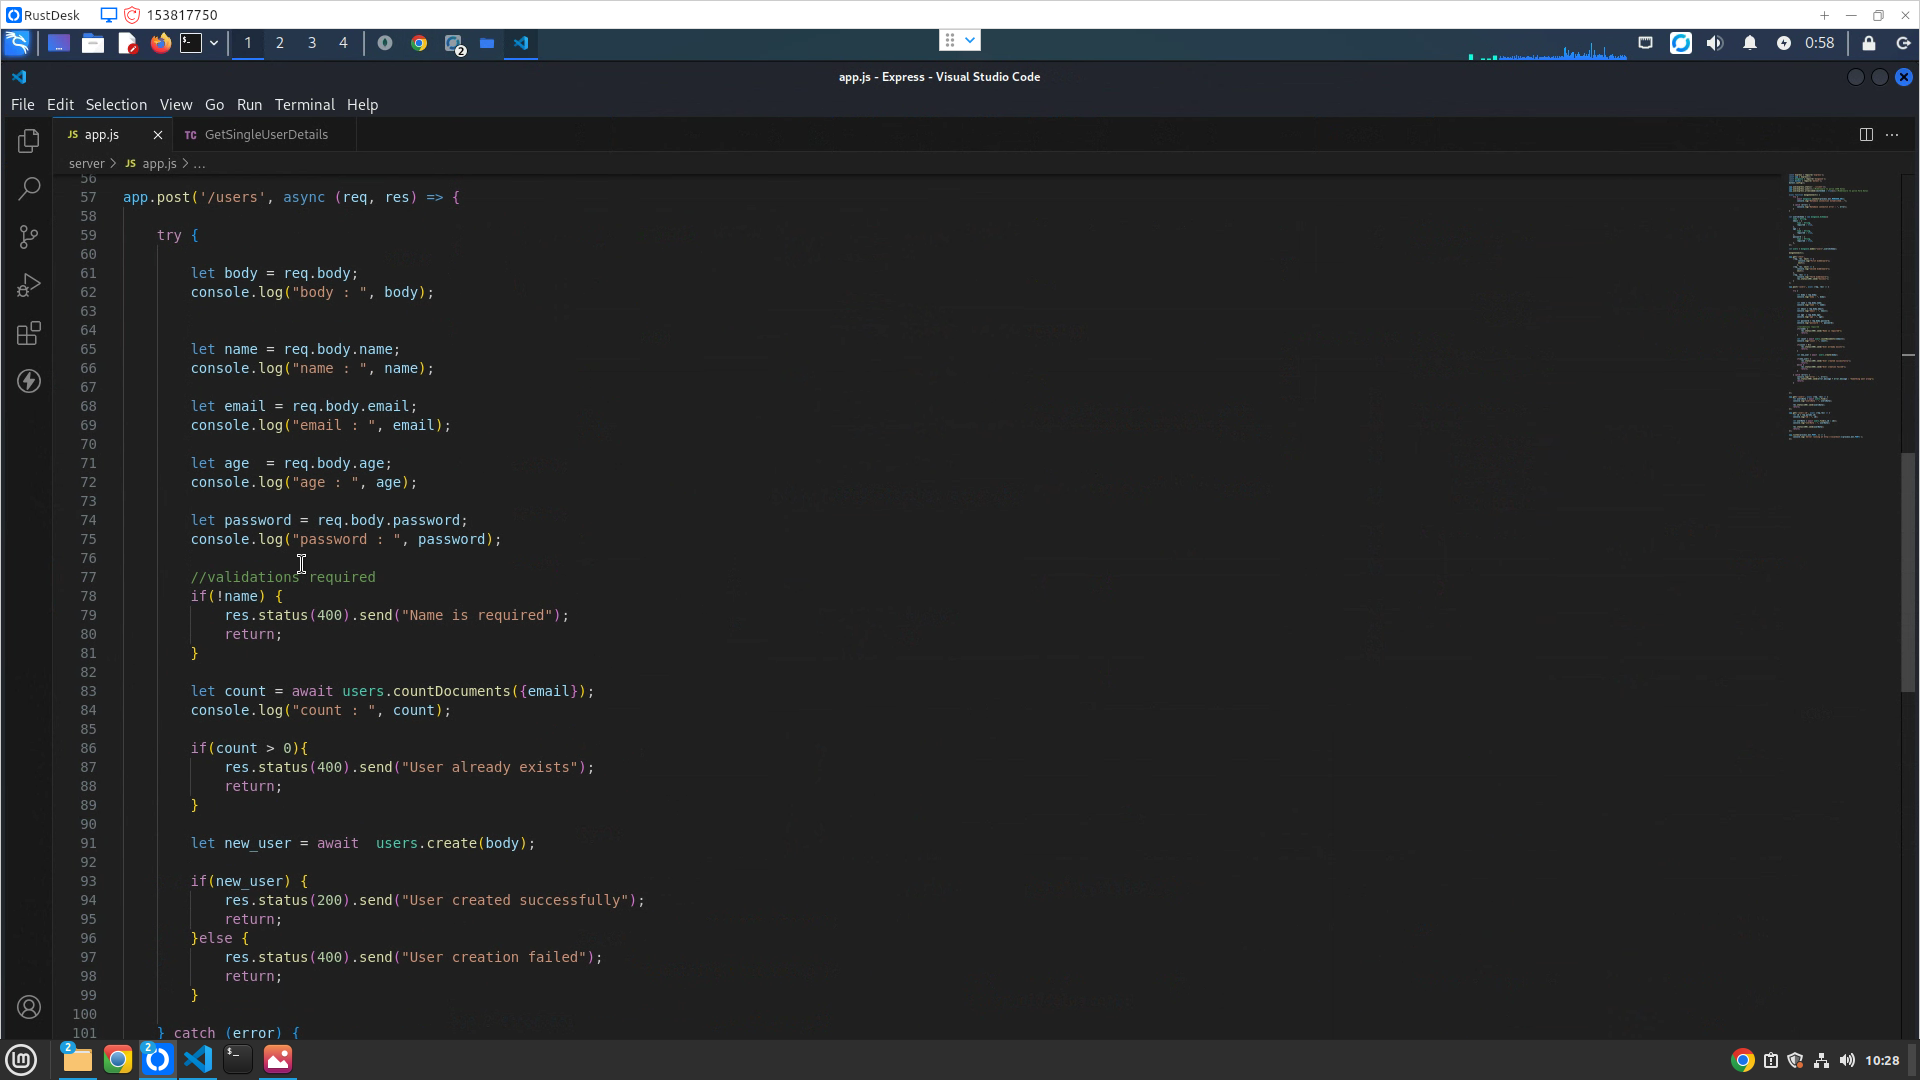 RustDesk
153817750
1 2 3 4
2
0:58
app.js - Express - Visual Studio Code
File Edit Selection View Go Run Terminal Help
JS app.js
TC GetSingleUserDetails
server > JS app.js > ...
56
57 app.post('/users', async (req, res) => {
58
59 try {
60
61 let body = req.body;
62 console.log("body : ", body);
63
64
65 let name = req.body.name;
66 console.log("name : ", name);
67
68 let email = req.body.email;
69 console.log("email : ", email);
70
71 let age  = req.body.age;
72 console.log("age : ", age);
73
74 let password = req.body.password;
75 console.log("password : ", password);
76
77 //validations required
78 if(!name) {
79 res.status(400).send("Name is required");
80 return;
81 }
82
83 let count = await users.countDocuments({email});
84 console.log("count : ", count);
85
86 if(count > 0){
87 res.status(400).send("User already exists");
88 return;
89 }
90
91 let new_user = await  users.create(body);
92
93 if(new_user) {
94 res.status(200).send("User created successfully");
95 return;
96 }else {
97 res.status(400).send("User creation failed");
98 return;
99 }
100
101 } catch (error) {
2
2
10:28